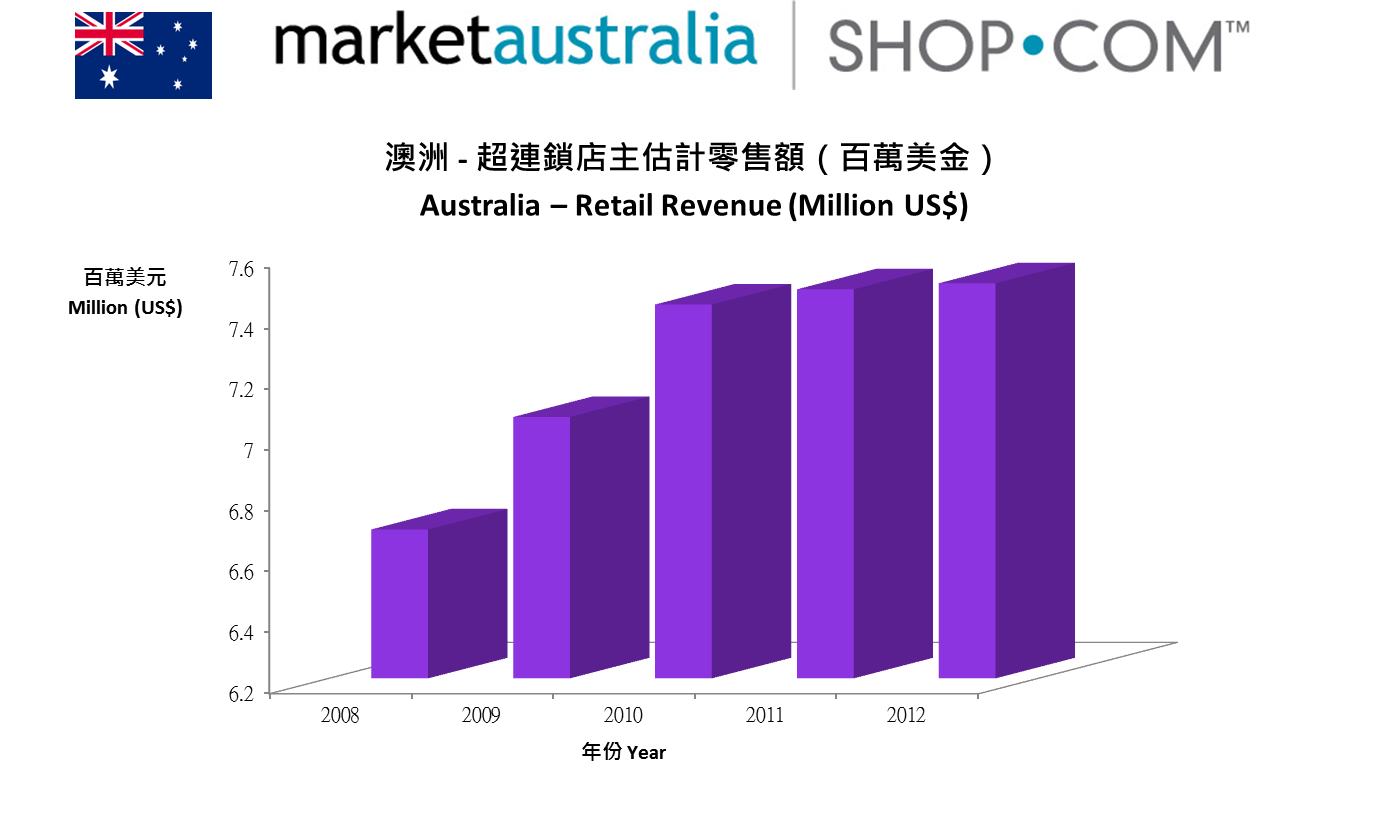 marketaustralia
SHOP•COM™
澳洲 - 超連鎖店主估計零售額（百萬美金）
Australia – Retail Revenue (Million US$)
百萬美元
Million (US$)
7.6
7.4
7.2
7
6.8
6.6
6.4
6.2
2008 2009 2010 2011 2012
年份 Year